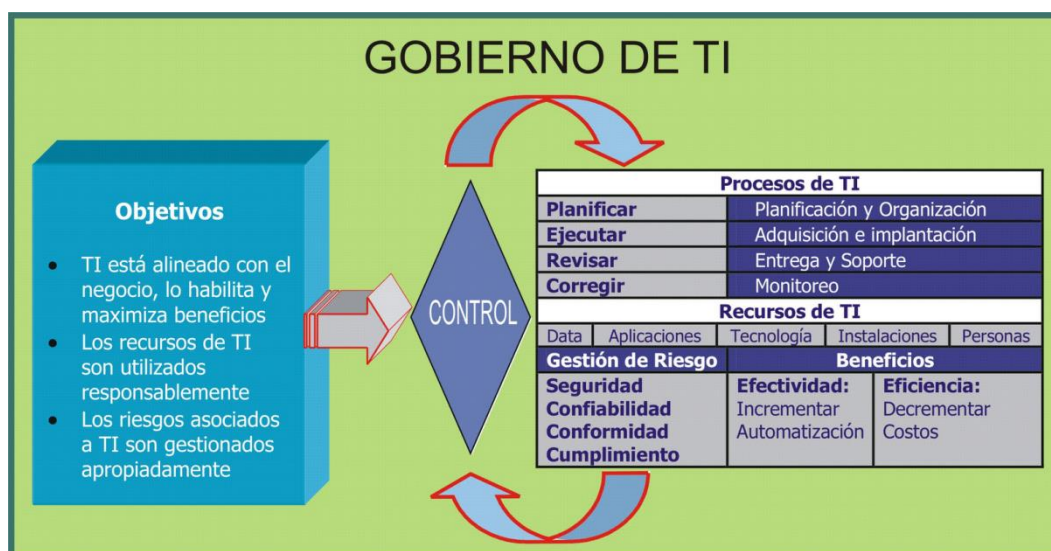 GOBIERNO DE TI
Objetivos
• TI está alineado con el
negocio, lo habilita y
maximiza beneficios
• Los recursos de TI
son utilizados
responsablemente
• Los riesgos asociados
a TI son gestionados
apropiadamente
CONTROL
Procesos de TI
Planificar Planificación y Organización
Ejecutar Adquisición e implantación
Revisar Entrega y Soporte
Corregir Monitoreo
Recursos de TI
Data Aplicaciones Tecnología Instalaciones Personas
Gestión de Riesgo Beneficios
Seguridad Efectividad: Eficiencia:
Confiabilidad Incrementar Decrementar
Conformidad Automatización Costos
Cumplimiento